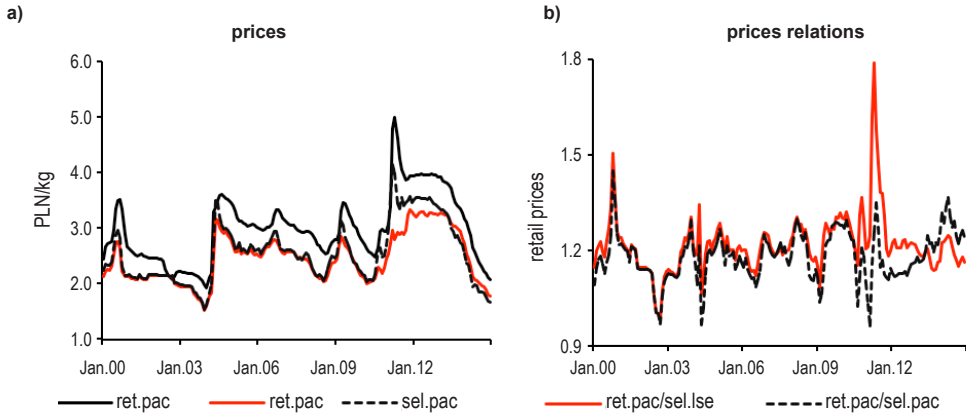 a)
prices
6.0
5.0
4.0
3.0
2.0
1.0
PLN/kg
Jan.00 Jan.03 Jan.06 Jan.09 Jan.12
ret.pac ret.pac sel.pac
b)
prices relations
1.8
1.5
1.2
0.9
retail prices
Jan.00 Jan.03 Jan.06 Jan.09 Jan.12
ret.pac/sel.lse ret.pac/sel.pac